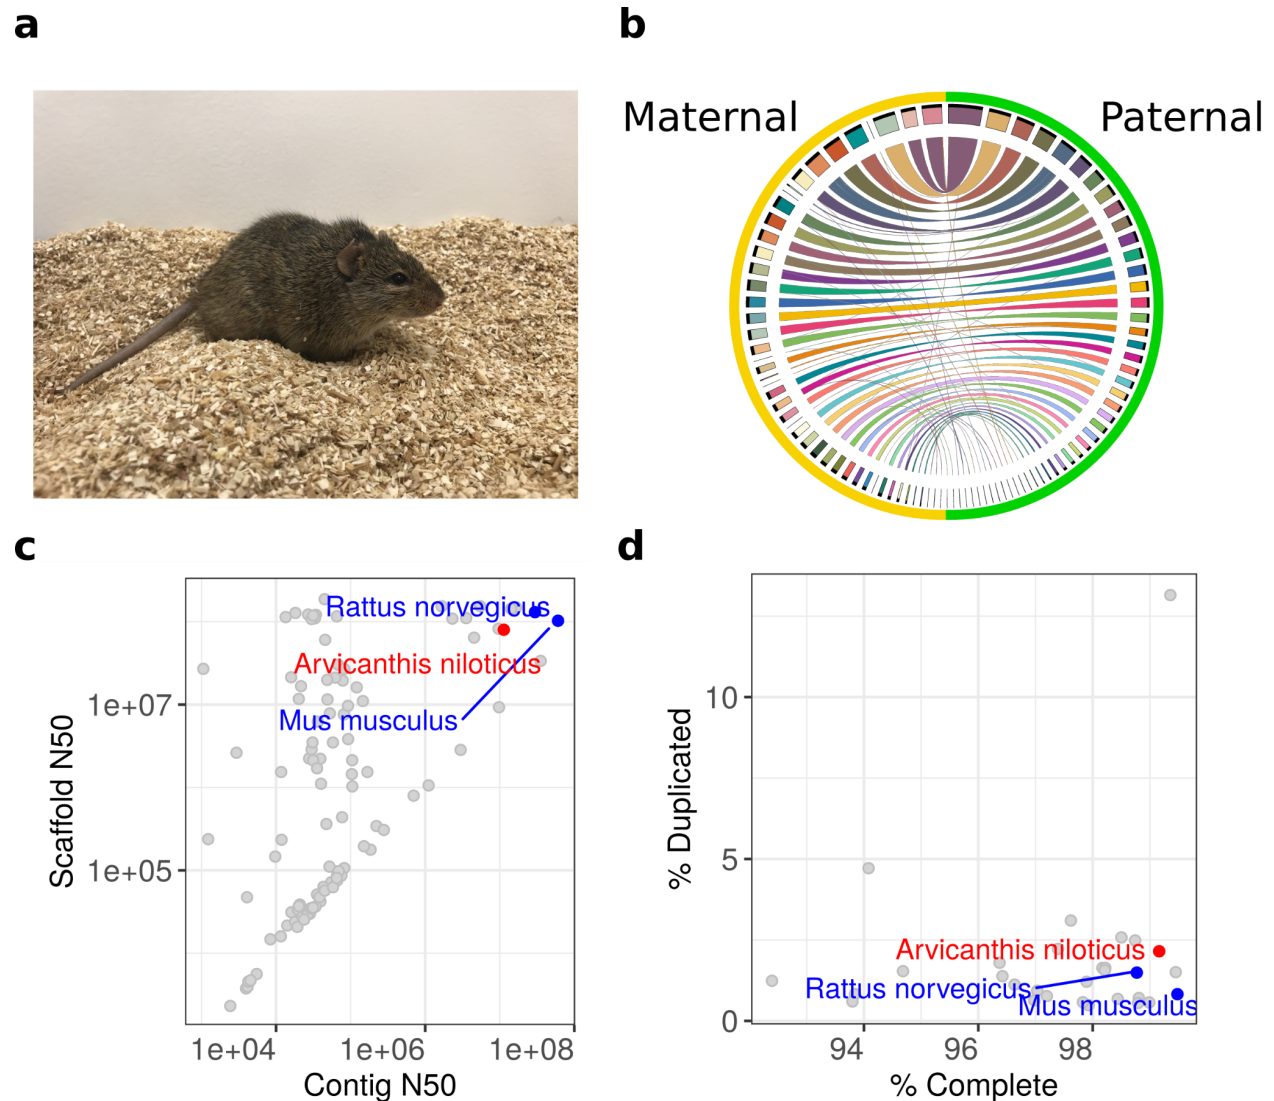 a
b
Maternal
Paternal
c
d
Rattus norvegicus
Arvicanthis niloticus
Mus musculus
1e+07
1e+05
Scaffold N50
1e+04
1e+06
1e+08
Contig N50
10
5
0
% Duplicated
Arvicanthis niloticus
Rattus norvegicus
Mus musculus
94
96
98
% Complete